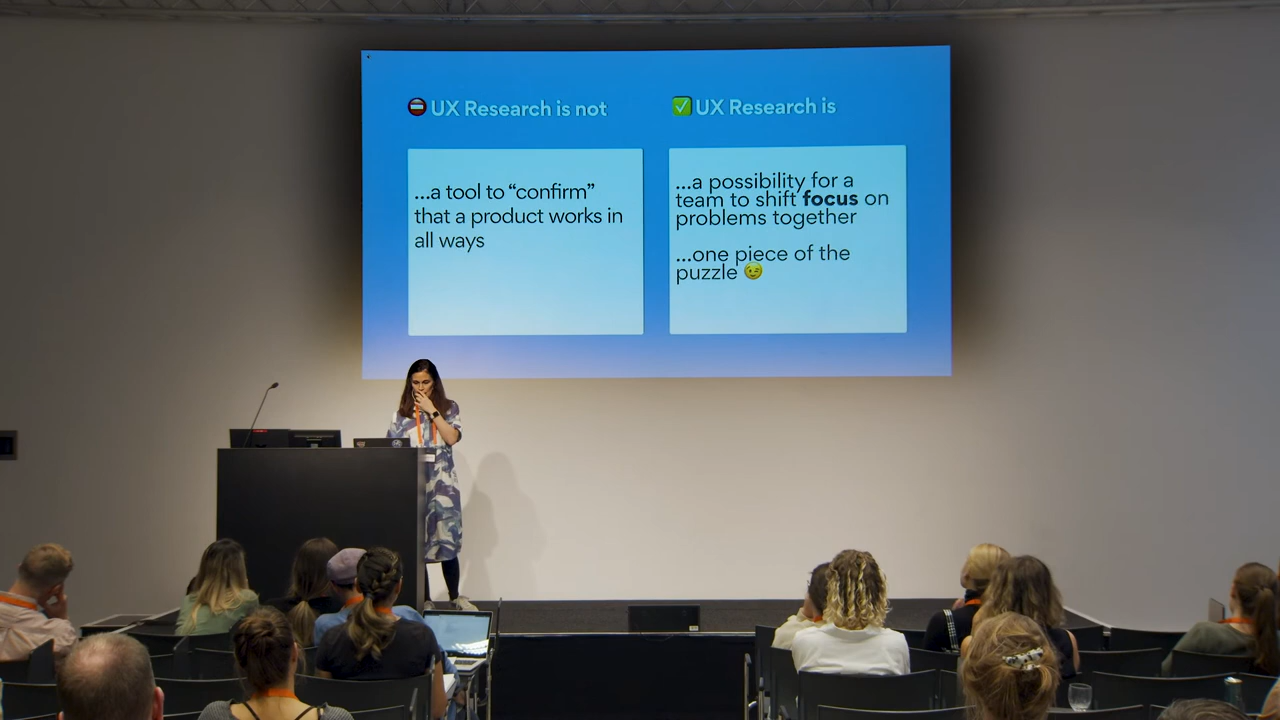 UX Research is not
...a tool to “confirm”
that a product works in
all ways
UX Research is
...a possibility for a
team to shift focus on
problems together
...one piece of the
puzzle 😉